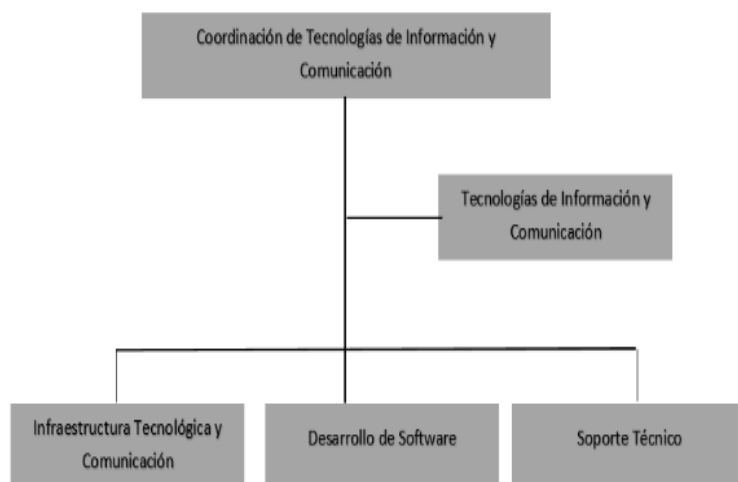 Coordinación de Tecnologías de Información y
Comunicación
Tecnologías de Información y
Comunicación
Infraestructura Tecnológica y
Comunicación
Desarrollo de Software
Soporte Técnico